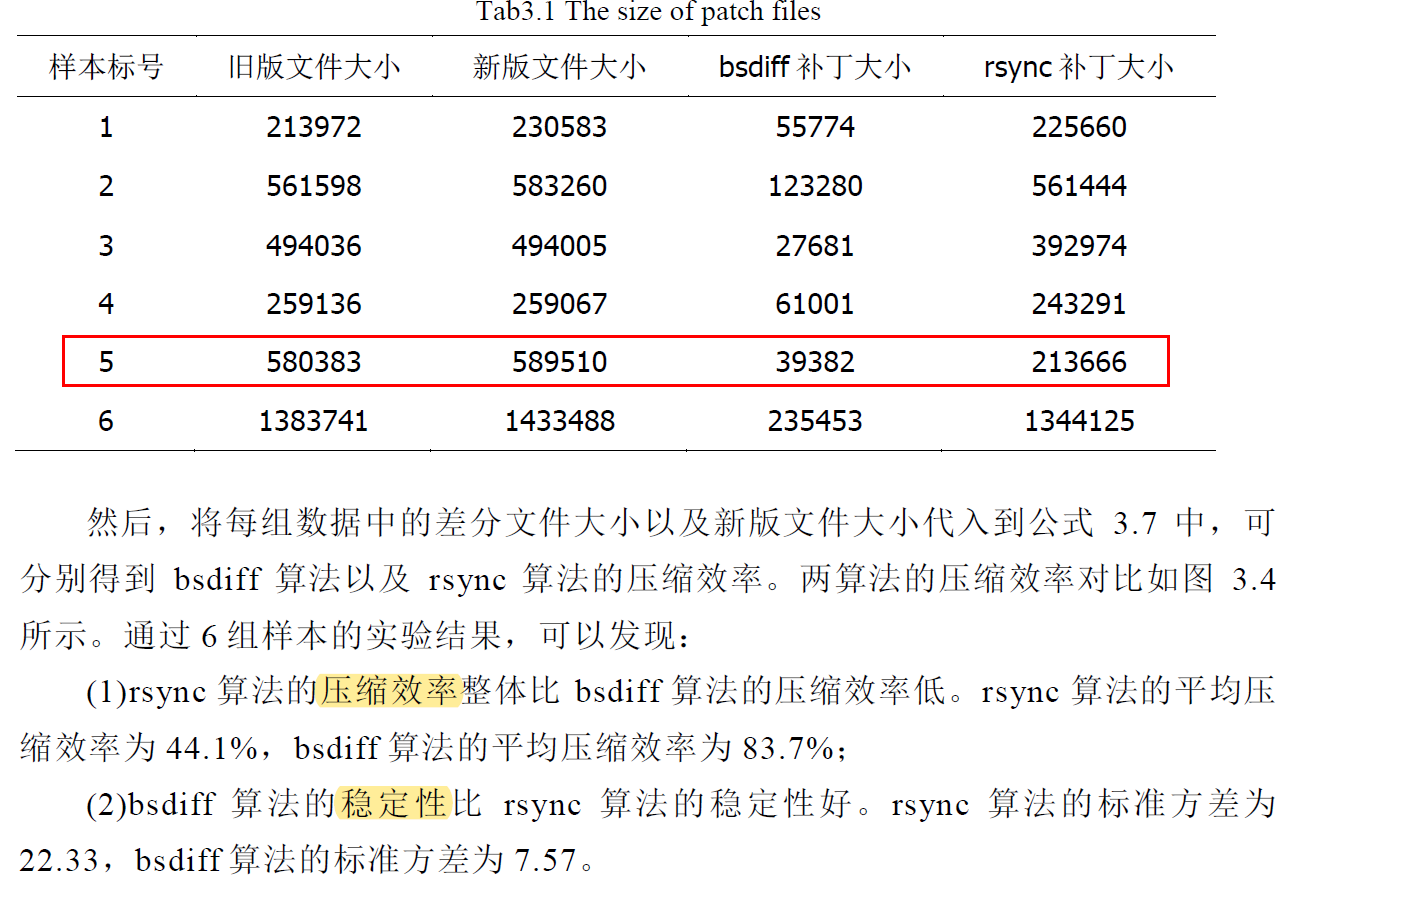 Tab3.1 The size of patch files
样本标号 旧版文件大小 新版文件大小 bsdiff 补丁大小 rsync 补丁大小
1 213972 230583 55774 225660
2 561598 583260 123280 561444
3 494036 494005 27681 392974
4 259136 259067 61001 243291
5 580383 589510 39382 213666
6 1383741 1433488 235453 1344125
然后，将每组数据中的差分文件大小以及新版文件大小代入到公式 3.7 中，可
分别得到 bsdiff 算法以及 rsync 算法的压缩效率。两算法的压缩效率对比如图 3.4
所示。通过 6 组样本的实验结果，可以发现：
(1)rsync 算法的压缩效率整体比 bsdiff 算法的压缩效率低。rsync 算法的平均压
缩效率为 44.1%，bsdiff 算法的平均压缩效率为 83.7%；
(2)bsdiff 算法的稳定性比 rsync 算法的稳定性好。rsync 算法的标准方差为
22.33，bsdiff 算法的标准方差为 7.57。